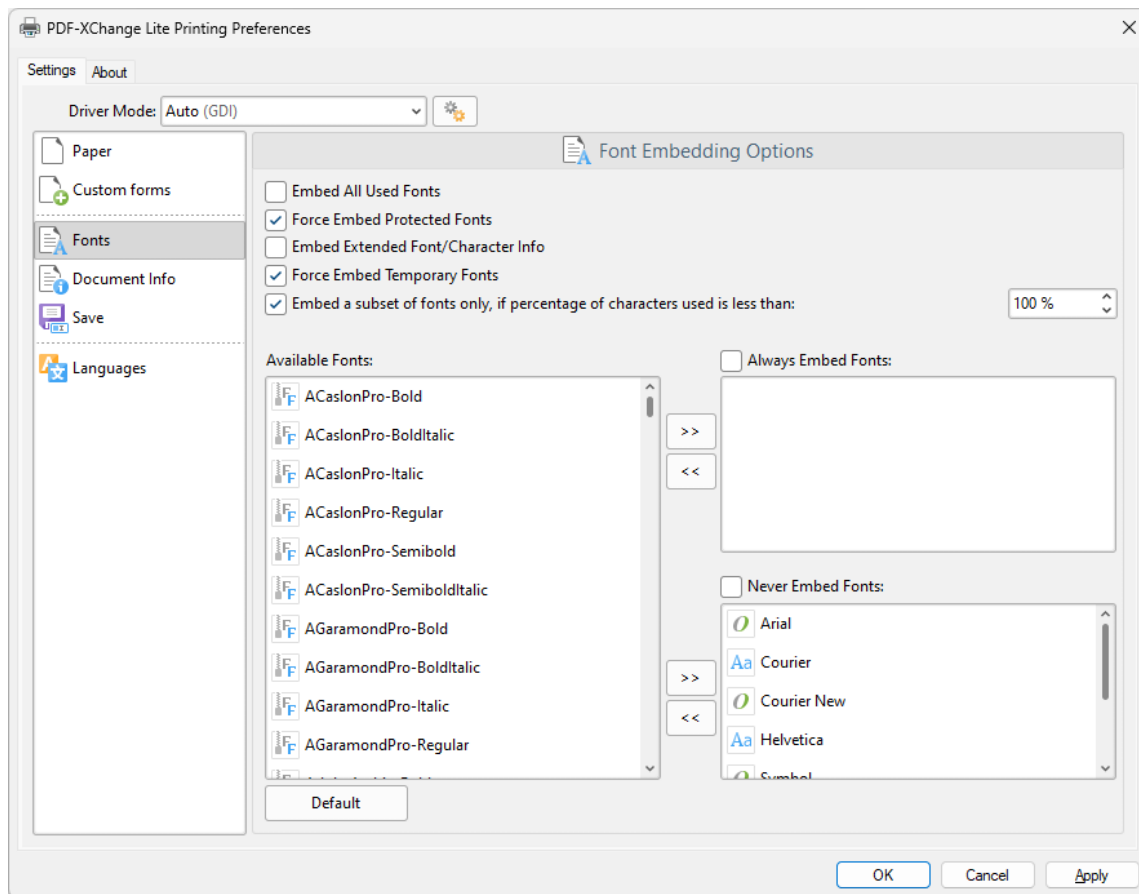 PDF-XChange Lite Printing Preferences
Settings About
Driver Mode: Auto (GDI)
Paper
Custom forms
Fonts
Document Info
Save
Languages
Font Embedding Options
Embed All Used Fonts
Force Embed Protected Fonts
Embed Extended Font/Character Info
Force Embed Temporary Fonts
Embed a subset of fonts only, if percentage of characters used is less than: 100 %
Available Fonts:
ACaslonPro-Bold
ACaslonPro-BoldItalic
ACaslonPro-Italic
ACaslonPro-Regular
ACaslonPro-Semibold
ACaslonPro-SemiboldItalic
AGaramondPro-Bold
AGaramondPro-BoldItalic
AGaramondPro-Italic
AGaramondPro-Regular
Default
>>
<<
>>
<<
Always Embed Fonts:
Never Embed Fonts:
Arial
Courier
Courier New
Helvetica
Symbol
OK Cancel Apply